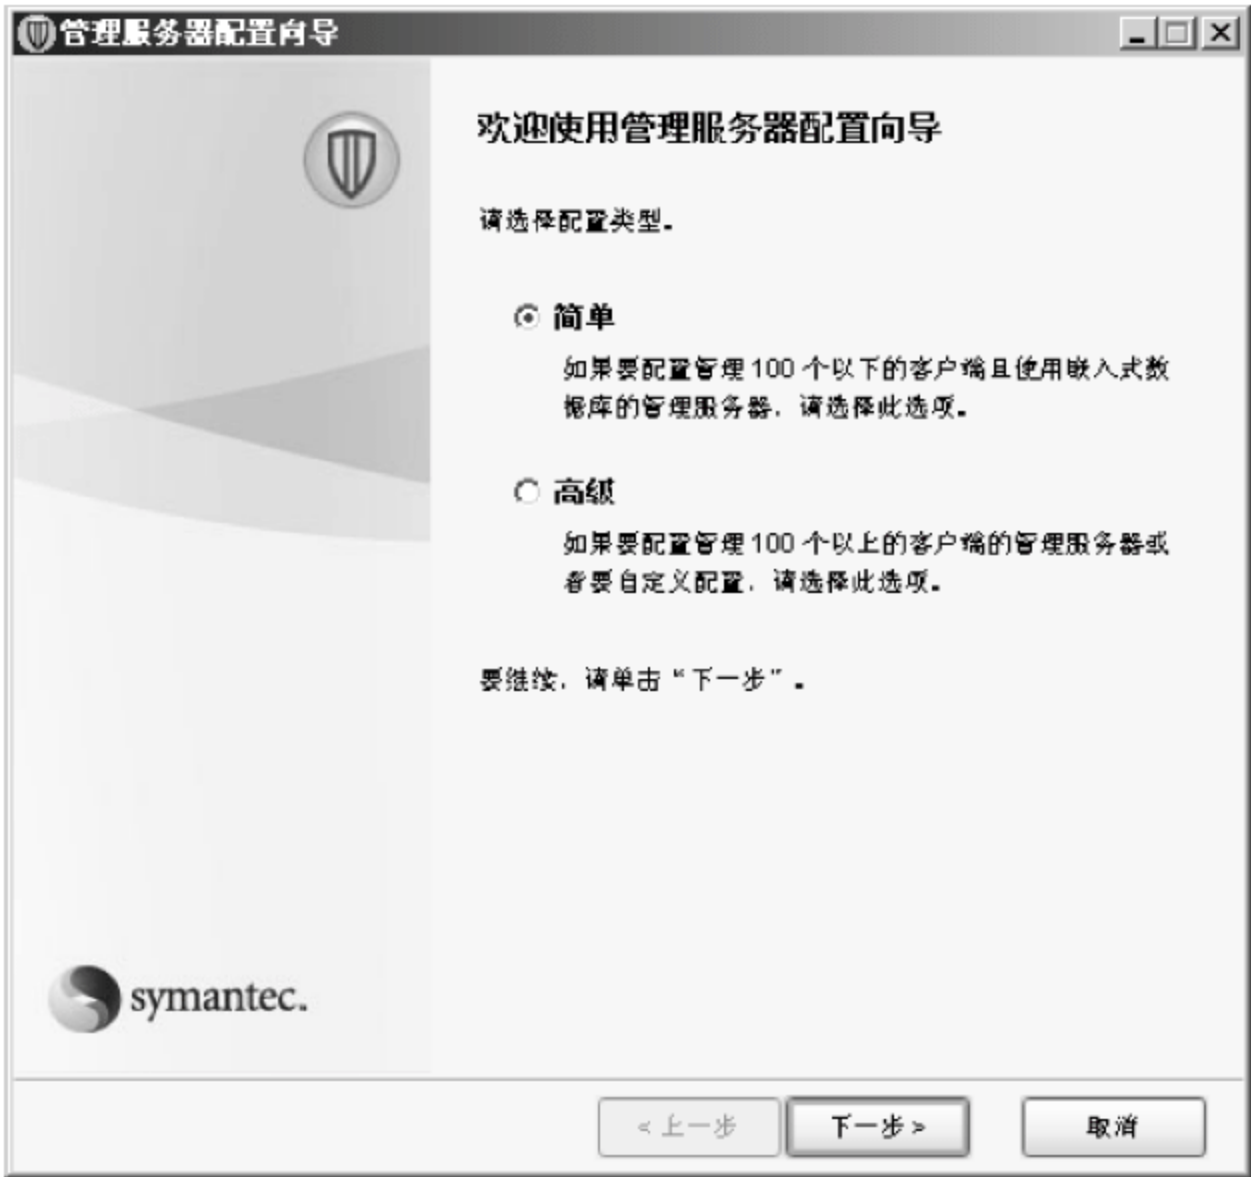 管理服务器配置向导
欢迎使用管理服务器配置向导
请选择配置类型。
简单
如果要配置管理100个以下的客户端且使用嵌入式数
据库的管理服务器，请选择此选项。
高级
如果要配置管理100个以上的客户端的管理服务器或
者要自定义配置，请选择此选项。
要继续，请单击“下一步”。
symantec.
<上一步
下一步>
取消